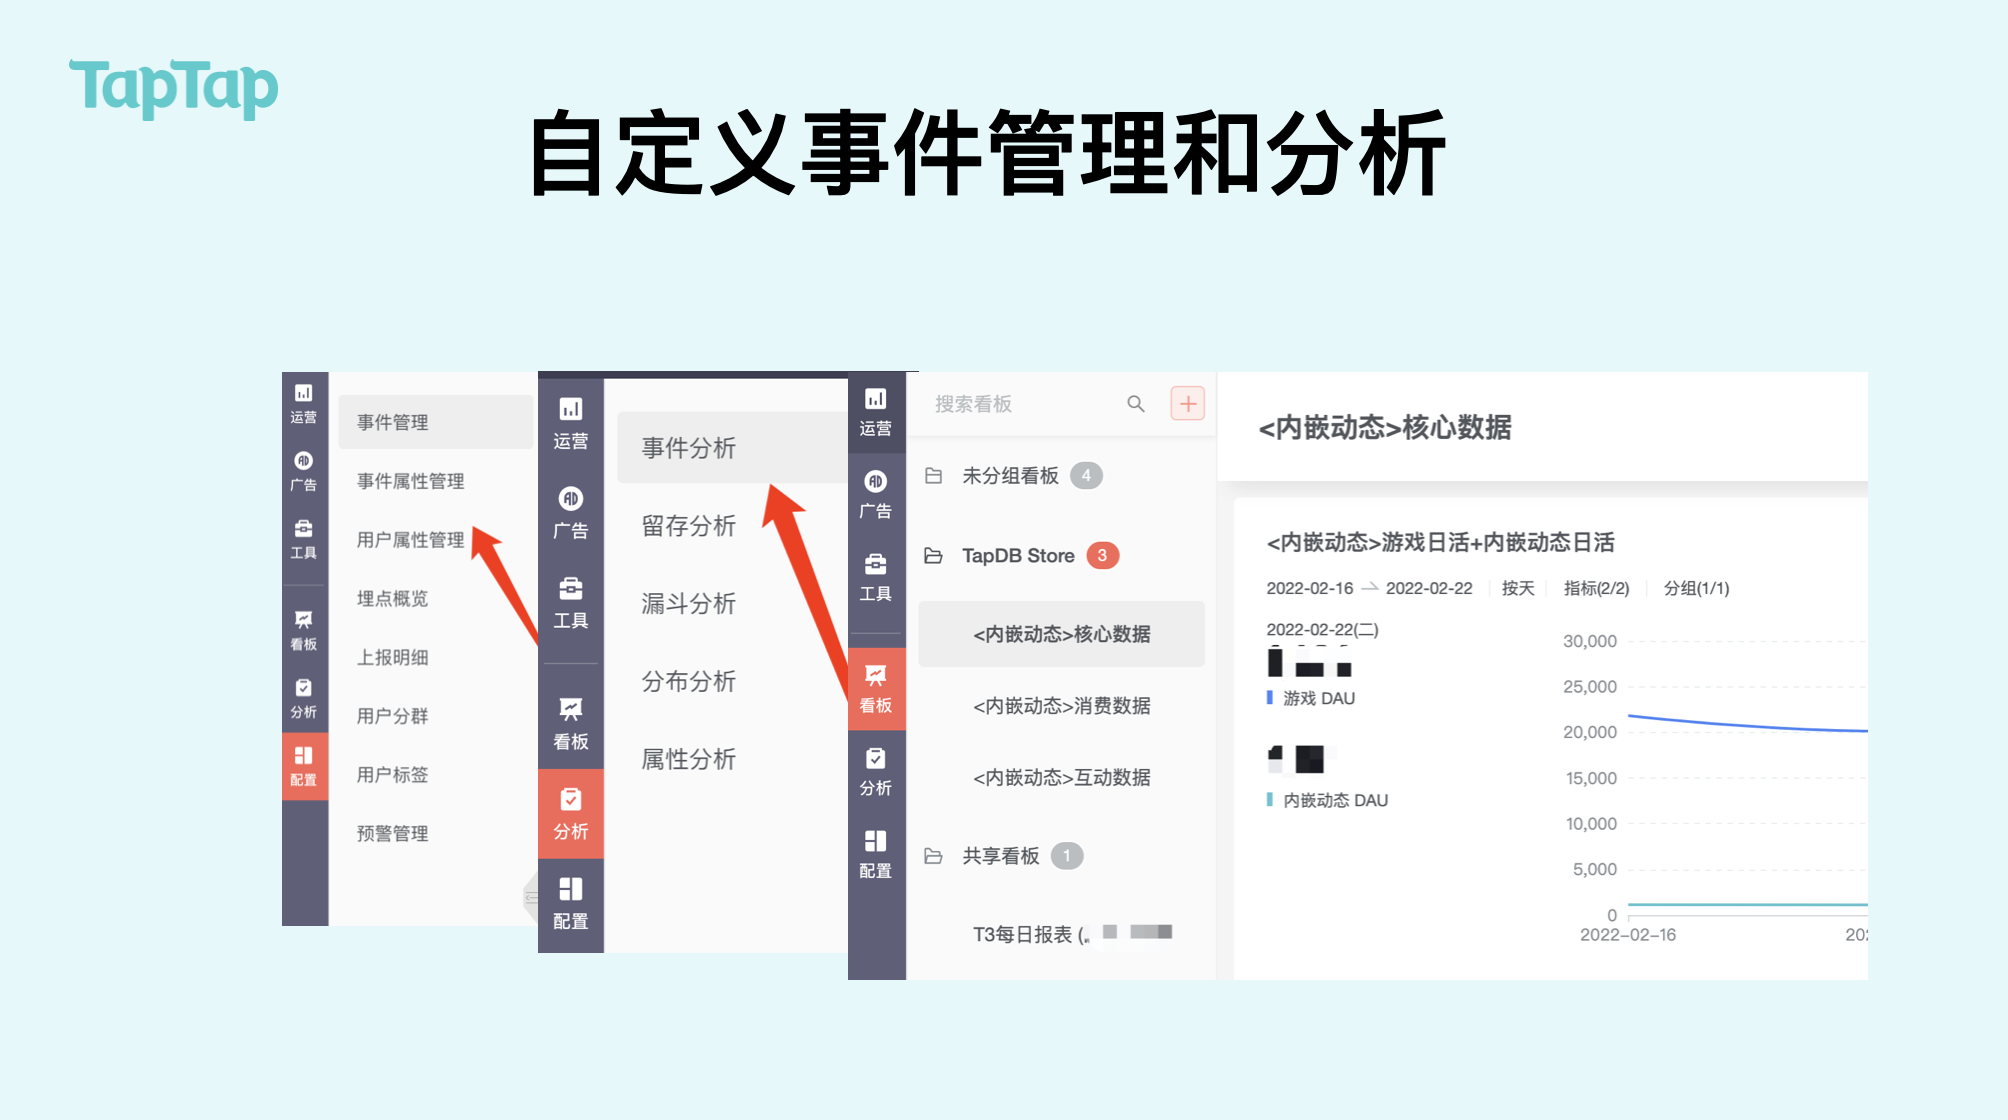 TapTap
自定义事件管理和分析
运营
广告
工具
看板
分析
配置
事件管理
事件属性管理
用户属性管理
埋点概览
上报明细
用户分群
用户标签
预警管理
运营
广告
工具
看板
分析
配置
事件分析
留存分析
漏斗分析
分布分析
属性分析
运营
广告
工具
看板
分析
配置
搜索看板
未分组看板 4
TapDB Store 3
<内嵌动态>核心数据
<内嵌动态>消费数据
<内嵌动态>互动数据
共享看板 1
T3每日报表 (
<内嵌动态>核心数据
<内嵌动态>游戏日活+内嵌动态日活
2022-02-16 → 2022-02-22 按天 指标(2/2) 分组(1/1)
2022-02-22(二)
游戏 DAU
内嵌动态 DAU
30,000
25,000
20,000
15,000
10,000
5,000
0
2022-02-16